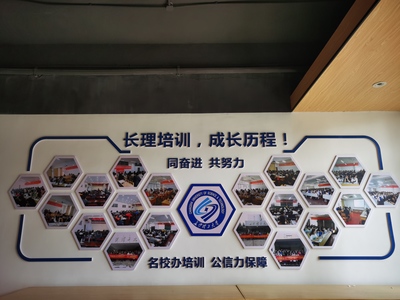 长理培训，成长历程！
同奋进 共努力
名校办培训 公信力保障